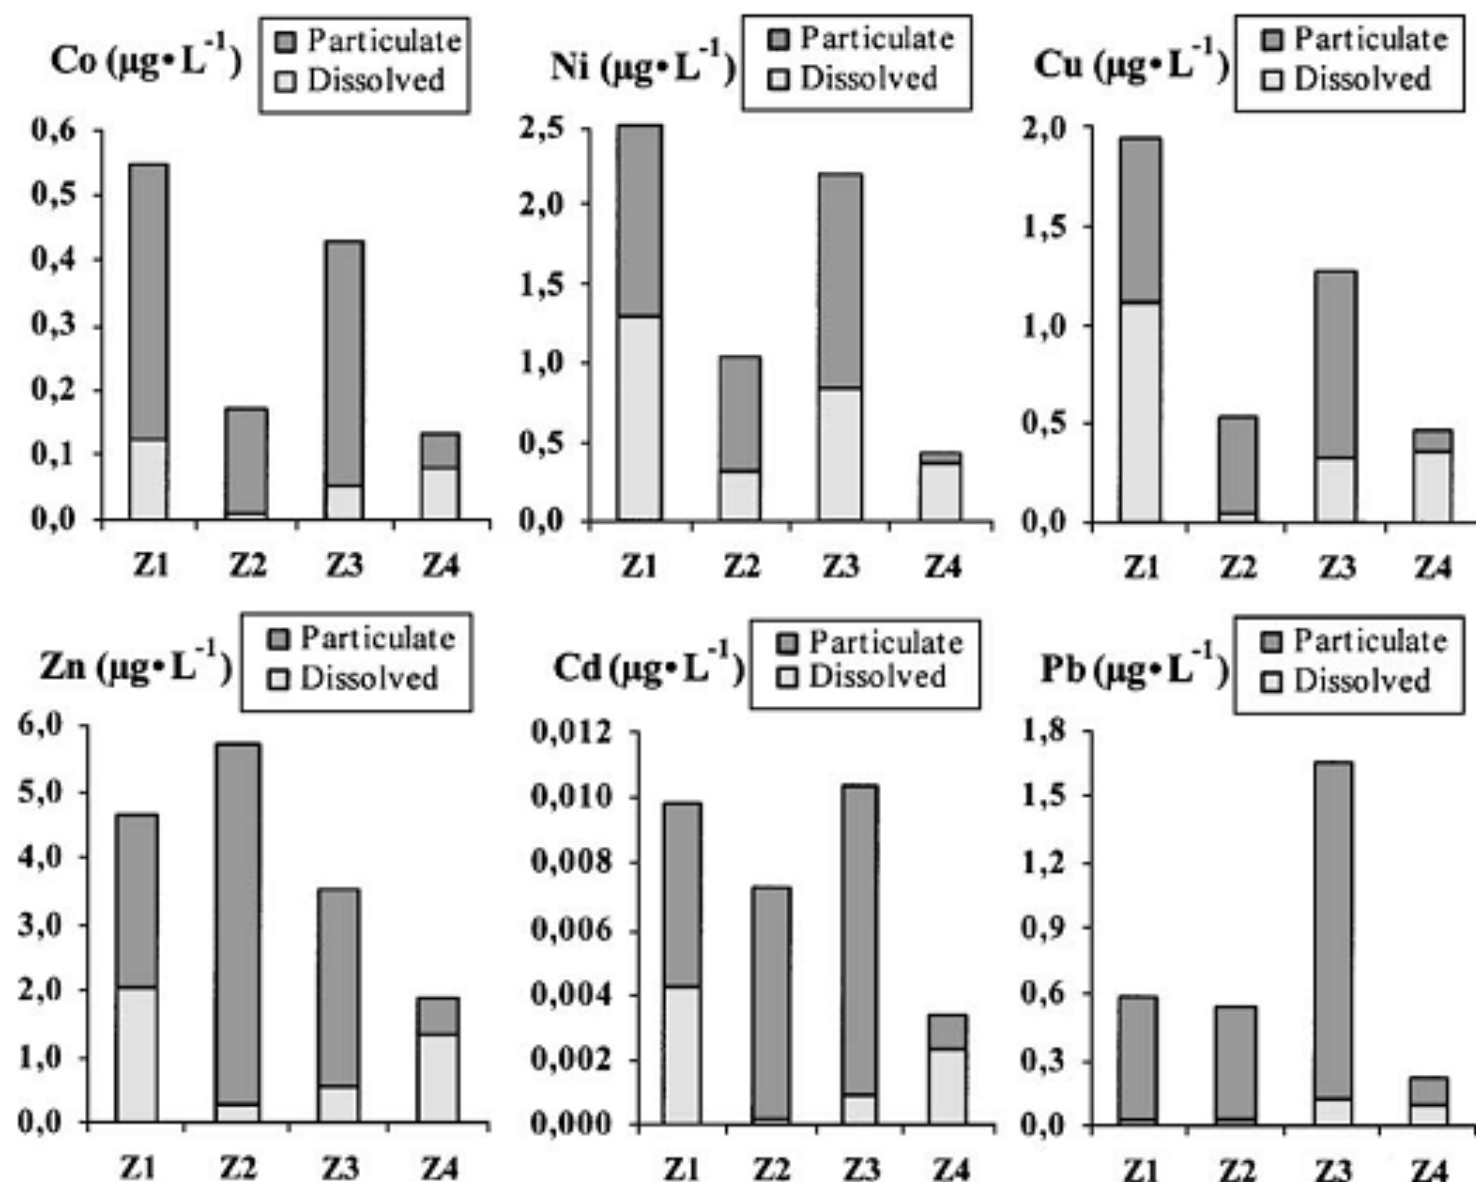 Co (µg•L⁻¹)
Particulate
Dissolved
0,6
0,5
0,4
0,3
0,2
0,1
0,0
Z1 Z2 Z3 Z4
Ni (µg•L⁻¹)
Particulate
Dissolved
2,5
2,0
1,5
1,0
0,5
0,0
Z1 Z2 Z3 Z4
Cu (µg•L⁻¹)
Particulate
Dissolved
2,0
1,5
1,0
0,5
0,0
Z1 Z2 Z3 Z4
Zn (µg•L⁻¹)
Particulate
Dissolved
6,0
5,0
4,0
3,0
2,0
1,0
0,0
Z1 Z2 Z3 Z4
Cd (µg•L⁻¹)
Particulate
Dissolved
0,012
0,010
0,008
0,006
0,004
0,002
0,000
Z1 Z2 Z3 Z4
Pb (µg•L⁻¹)
Particulate
Dissolved
1,8
1,5
1,2
0,9
0,6
0,3
0,0
Z1 Z2 Z3 Z4